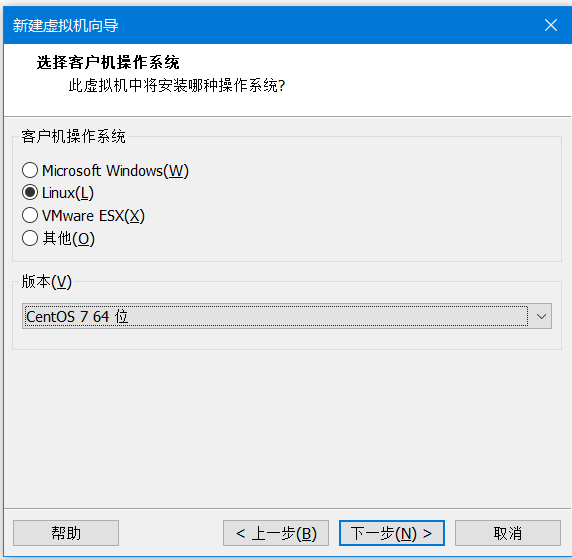 新建虚拟机向导
选择客户机操作系统
此虚拟机中将安装哪种操作系统?
客户机操作系统
Microsoft Windows(W)
Linux(L)
VMware ESX(X)
其他(O)
版本(V)
CentOS 7 64 位
帮助
< 上一步(B)
下一步(N) >
取消